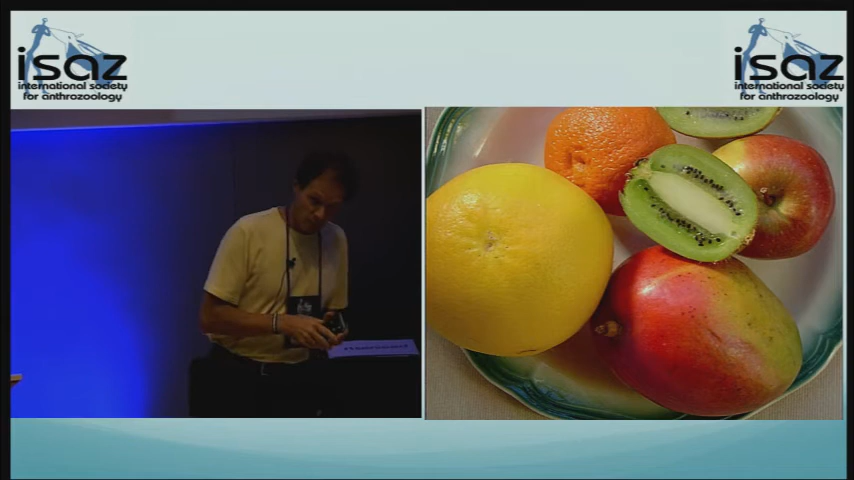 isaz
international society
for anthrozoology
isaz
international society
for anthrozoology